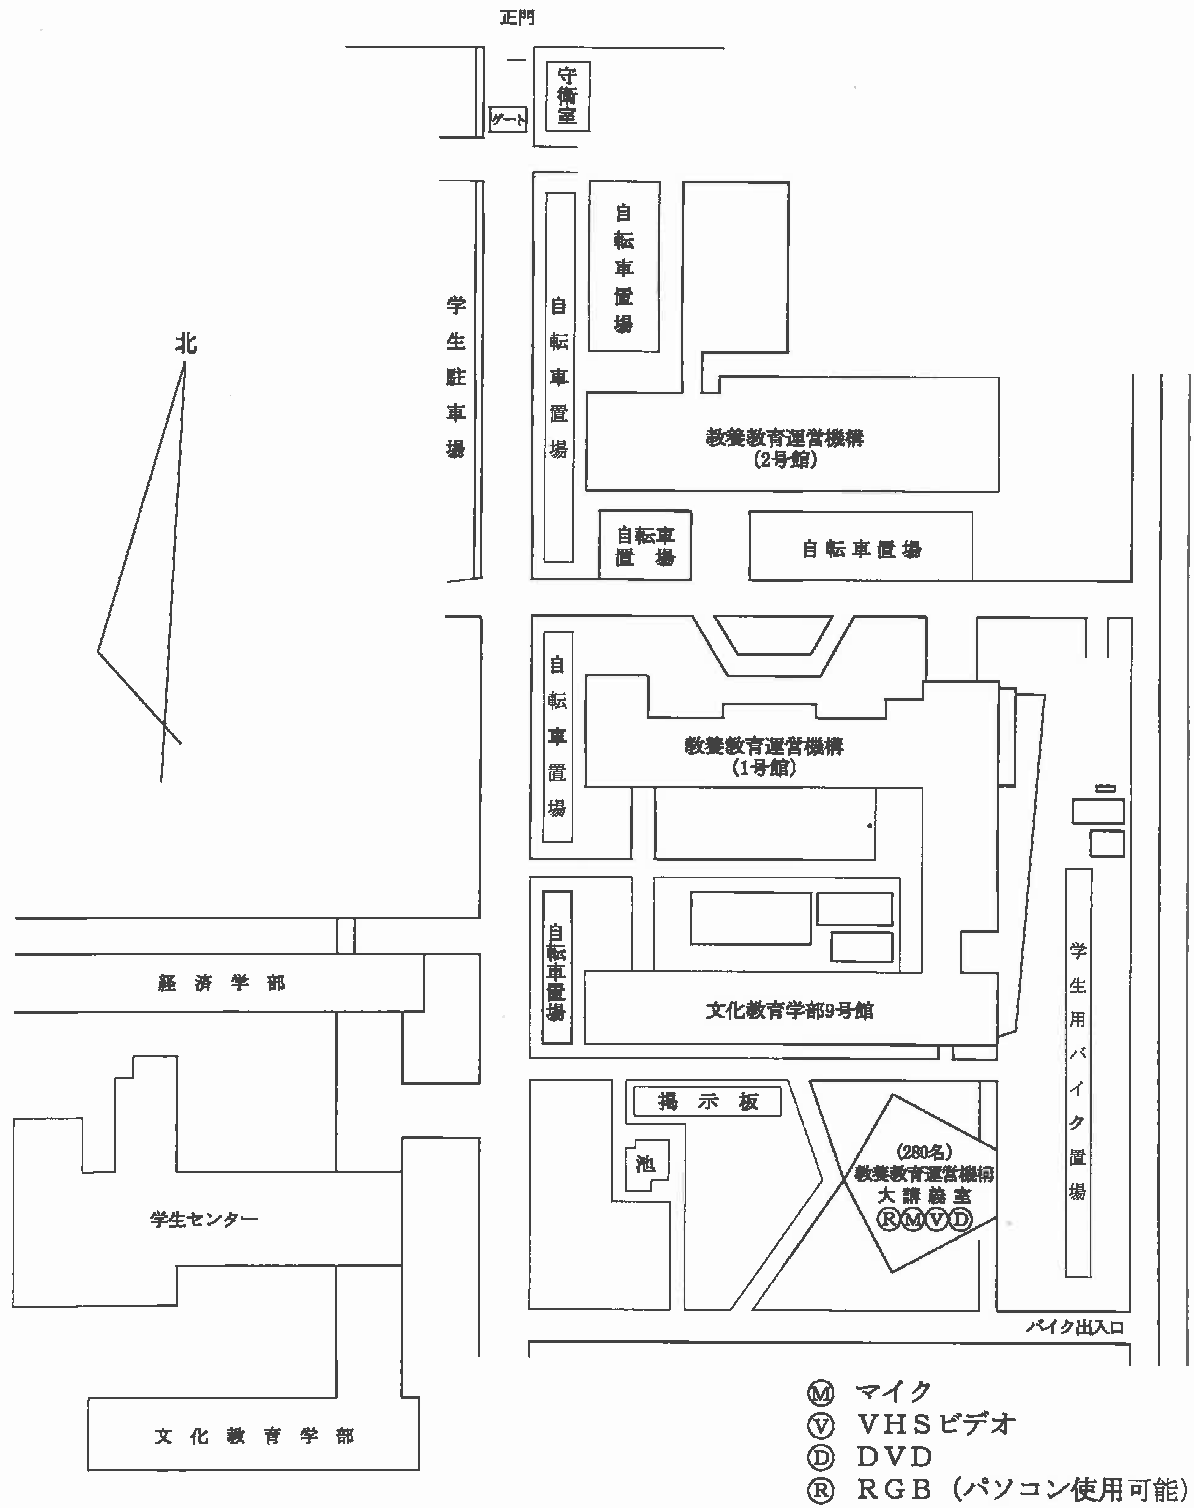 正門
守衛室
ゲート
自転車置場
自転車置場
学生駐車場
北
教養教育運営機構
(2号館)
自転車
置場
自転車置場
自転車置場
教養教育運営機構
(1号館)
自転車置場
経済学部
文化教育学部9号館
学生用バイク置場
掲示板
池
(280名)
教養教育運営機構
大講義室
ⓇⓂⓋⒹ
学生センター
バイク出入口
文化教育学部
Ⓜ マイク
Ⓥ VHSビデオ
Ⓓ DVD
Ⓡ RGB (パソコン使用可能)